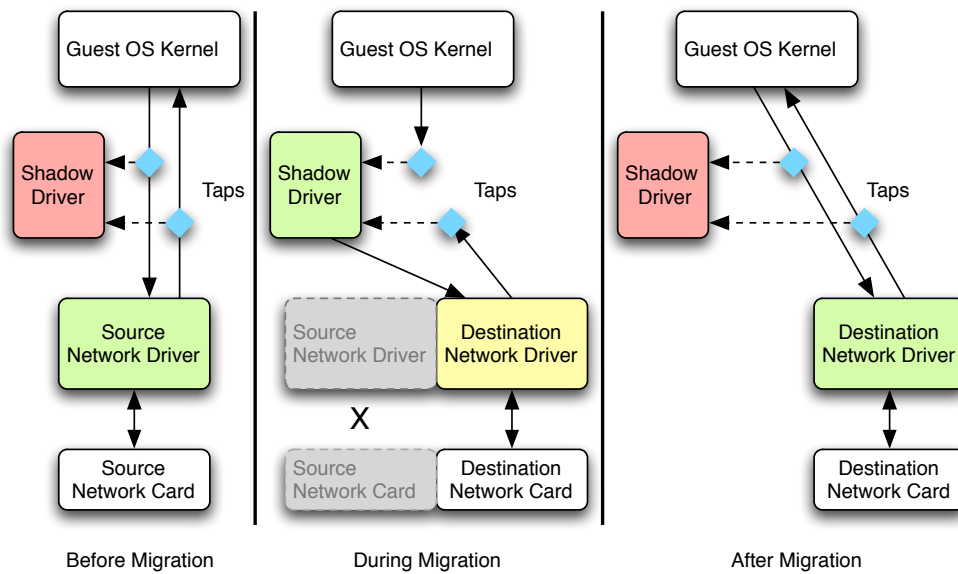 Guest OS Kernel
Shadow
Driver
Taps
Source
Network Driver
Source
Network Card
Before Migration
Guest OS Kernel
Shadow
Driver
Taps
Source
Network Driver
Destination
Network Driver
X
Source
Network Card
Destination
Network Card
During Migration
Guest OS Kernel
Shadow
Driver
Taps
Destination
Network Driver
Destination
Network Card
After Migration